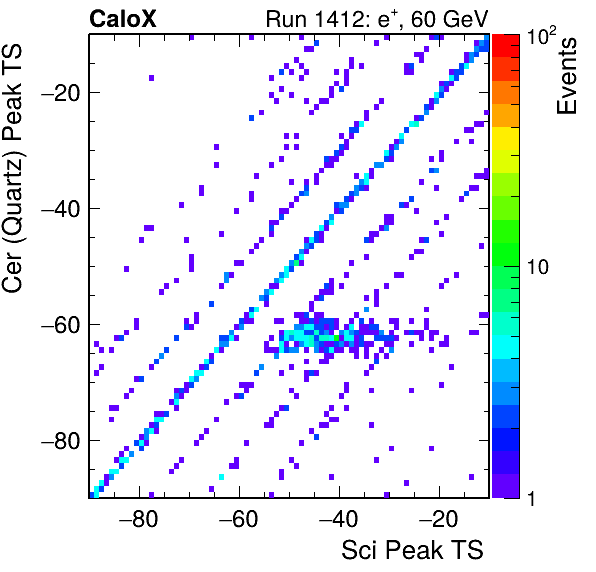 CaloX Run 1412: e⁺, 60 GeV
10²
Events
Cer (Quartz) Peak TS
−20
−40
−60
−80
10
1
−80 −60 −40 −20
Sci Peak TS